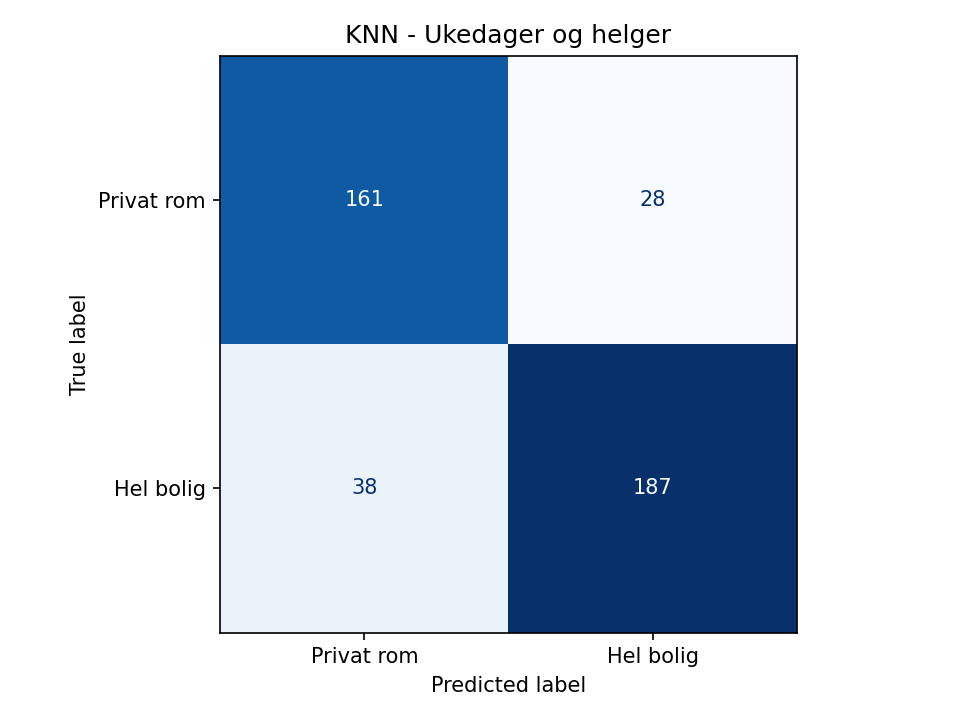 KNN - Ukedager og helger
True label
Privat rom
161
28
Hel bolig
38
187
Privat rom
Hel bolig
Predicted label